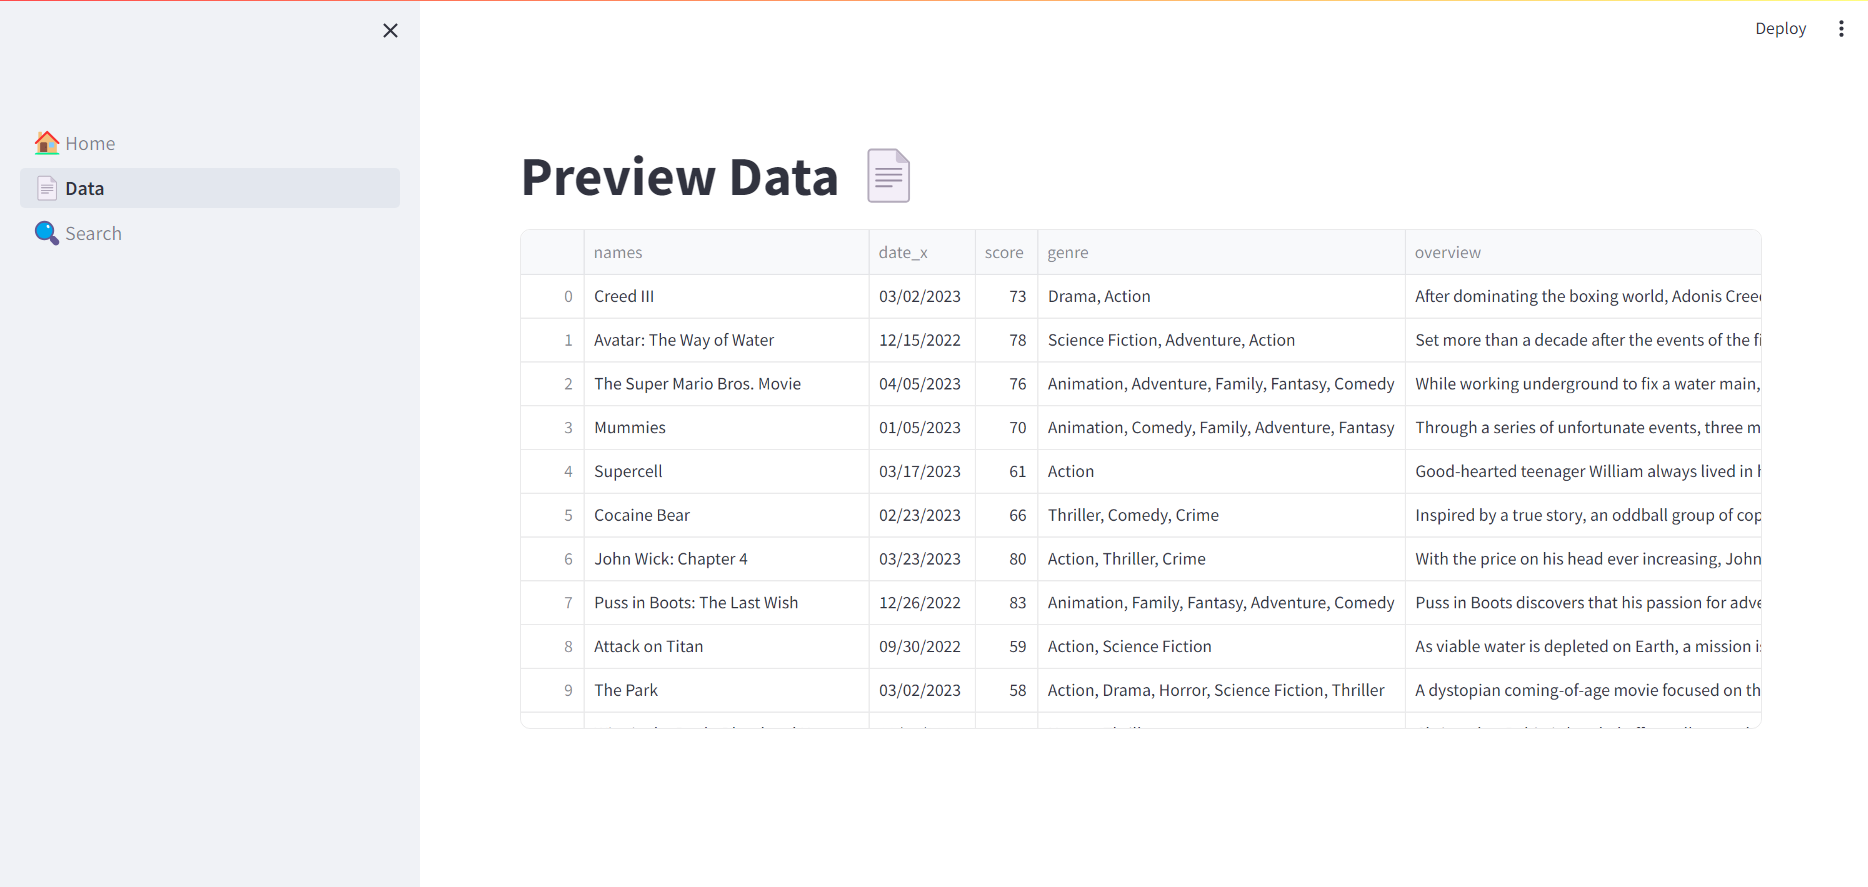 Deploy
Home
Data
Search
Preview Data
names date_x score genre overview
0 Creed III 03/02/2023 73 Drama, Action After dominating the boxing world, Adonis Creed
1 Avatar: The Way of Water 12/15/2022 78 Science Fiction, Adventure, Action Set more than a decade after the events of the fi
2 The Super Mario Bros. Movie 04/05/2023 76 Animation, Adventure, Family, Fantasy, Comedy While working underground to fix a water main,
3 Mummies 01/05/2023 70 Animation, Comedy, Family, Adventure, Fantasy Through a series of unfortunate events, three m
4 Supercell 03/17/2023 61 Action Good-hearted teenager William always lived in h
5 Cocaine Bear 02/23/2023 66 Thriller, Comedy, Crime Inspired by a true story, an oddball group of cop
6 John Wick: Chapter 4 03/23/2023 80 Action, Thriller, Crime With the price on his head ever increasing, John
7 Puss in Boots: The Last Wish 12/26/2022 83 Animation, Family, Fantasy, Adventure, Comedy Puss in Boots discovers that his passion for adve
8 Attack on Titan 09/30/2022 59 Action, Science Fiction As viable water is depleted on Earth, a mission i
9 The Park 03/02/2023 58 Action, Drama, Horror, Science Fiction, Thriller A dystopian coming-of-age movie focused on th